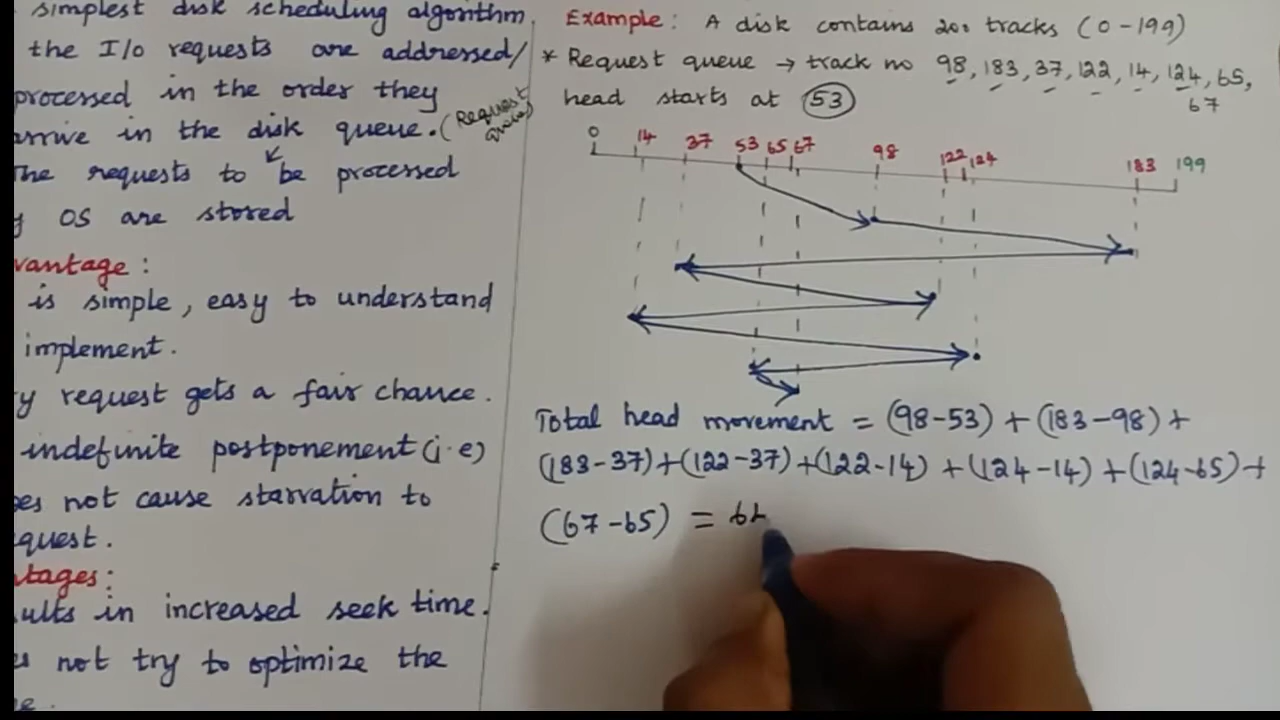 simplest disk scheduling algorithm
the I/o requests are addressed/
processed in the order they
arrive in the disk queue. (Request queue)
The requests to be processed
OS are stored
vantage :
is simple, easy to understand
implement.
y request gets a fair chance.
indefinite postponement (i.e)
es not cause starvation to
quest.
tages:
ults in increased seek time.
not try to optimize the
Example : A disk contains 200 tracks (0-199)
* Request queue → track no 98, 183, 37, 122, 14, 124, 65,
67
head starts at 53
0 14 37 53 65 67 98 122 124 183 199
Total head movement = (98-53) + (183-98) +
(183-37)+(122-37)+(122-14) +(124-14)+(124-65)+
(67-65) = 64